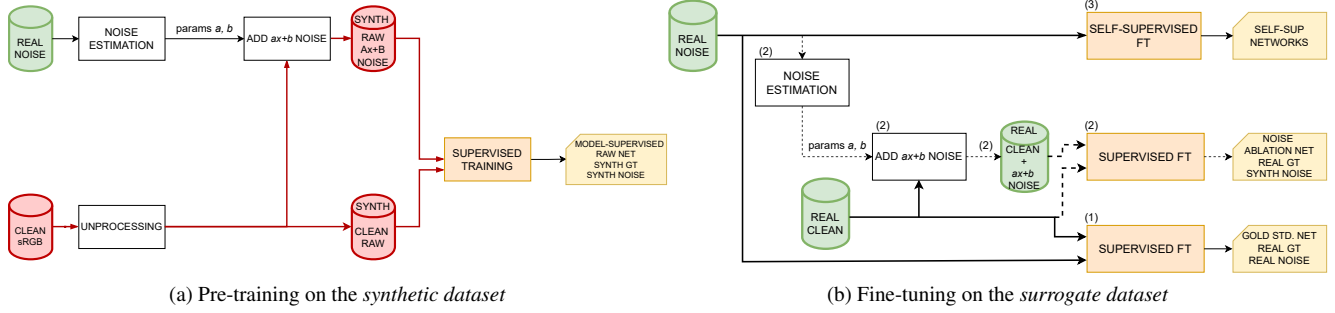 REAL
NOISE
NOISE
ESTIMATION
params a, b
ADD ax+b NOISE
SYNTH
RAW
Ax+B
NOISE
SUPERVISED
TRAINING
MODEL-SUPERVISED
RAW NET
SYNTH GT
SYNTH NOISE
CLEAN
sRGB
UNPROCESSING
SYNTH
CLEAN
RAW
(a) Pre-training on the synthetic dataset
REAL
NOISE
(3)
SELF-SUPERVISED
FT
SELF-SUP
NETWORKS
(2)
NOISE
ESTIMATION
params a, b
(2)
ADD ax+b NOISE
(2)
REAL
CLEAN
+
ax+b
NOISE
(2)
SUPERVISED FT
NOISE
ABLATION NET
REAL GT
SYNTH NOISE
REAL
CLEAN
(1)
SUPERVISED FT
GOLD STD. NET
REAL GT
REAL NOISE
(b) Fine-tuning on the surrogate dataset